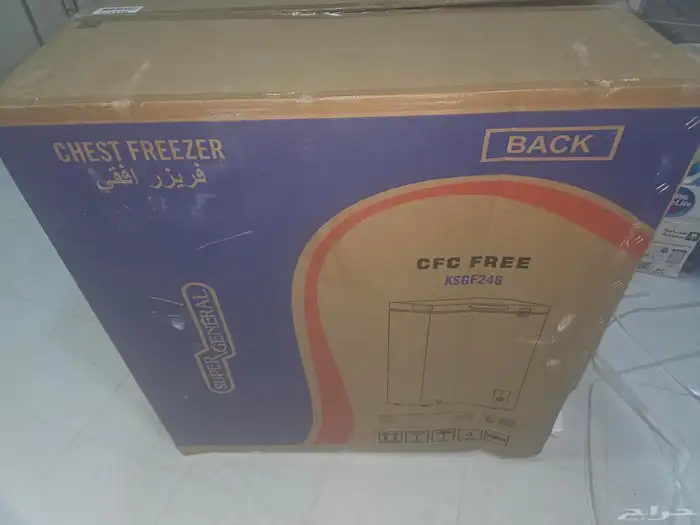 CHEST FREEZER
فريزر افقي
BACK
CFC FREE
KSGF246
SUPER GENERAL
حراج